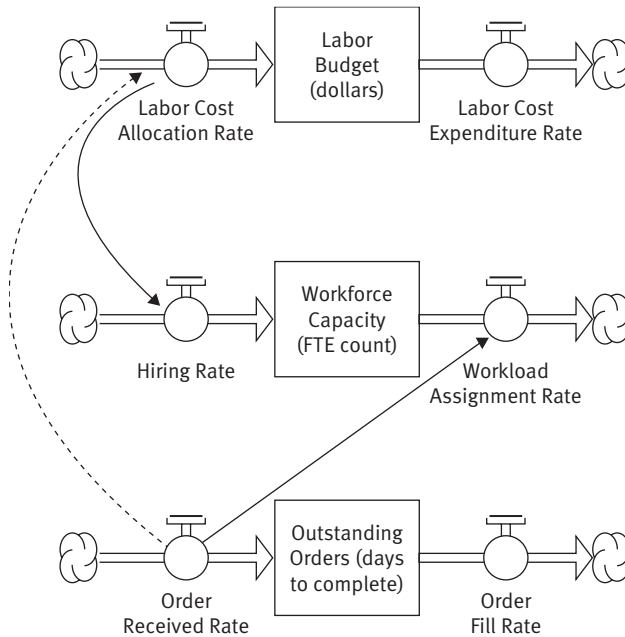 Labor
Budget
(dollars)
Labor Cost
Allocation Rate
Labor Cost
Expenditure Rate
Workforce
Capacity
(FTE count)
Hiring Rate
Workload
Assignment Rate
Outstanding
Orders (days
to complete)
Order
Received Rate
Order
Fill Rate